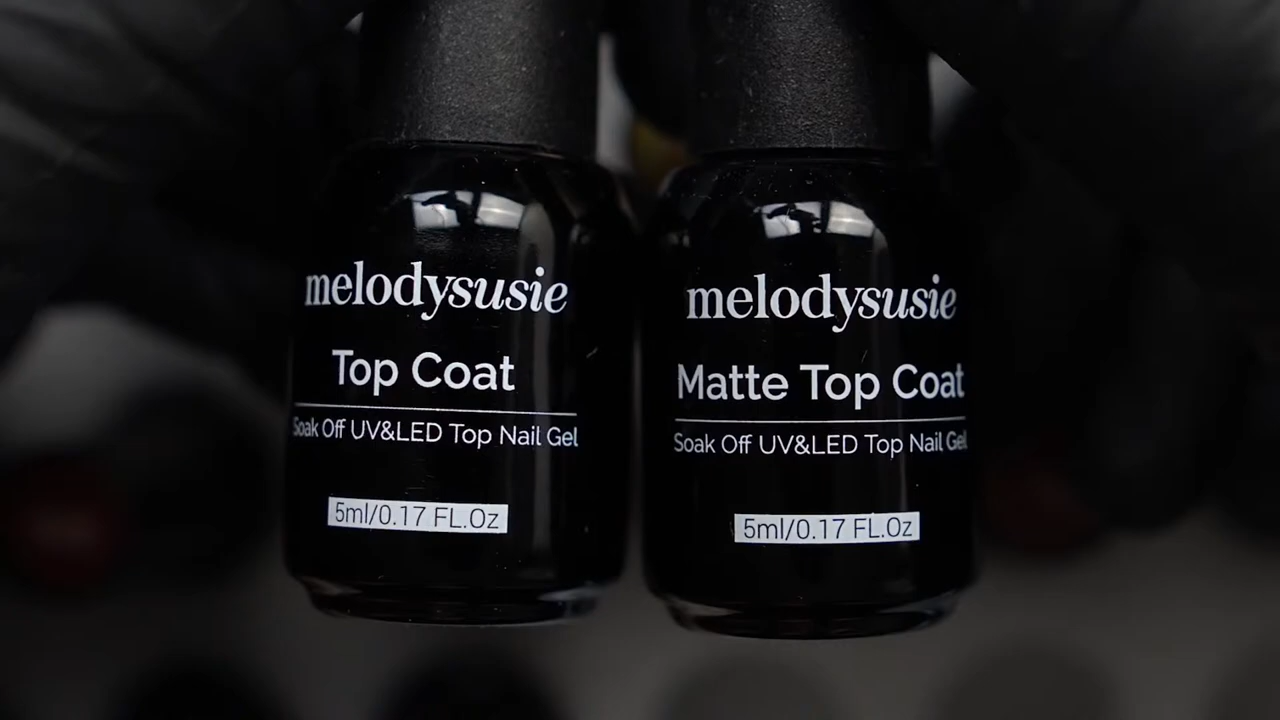 melodysusie
Top Coat
Soak Off UV&LED Top Nail Gel
5ml/0.17 FL.Oz
melodysusie
Matte Top Coat
Soak Off UV&LED Top Nail Gel
5ml/0.17 FL.Oz